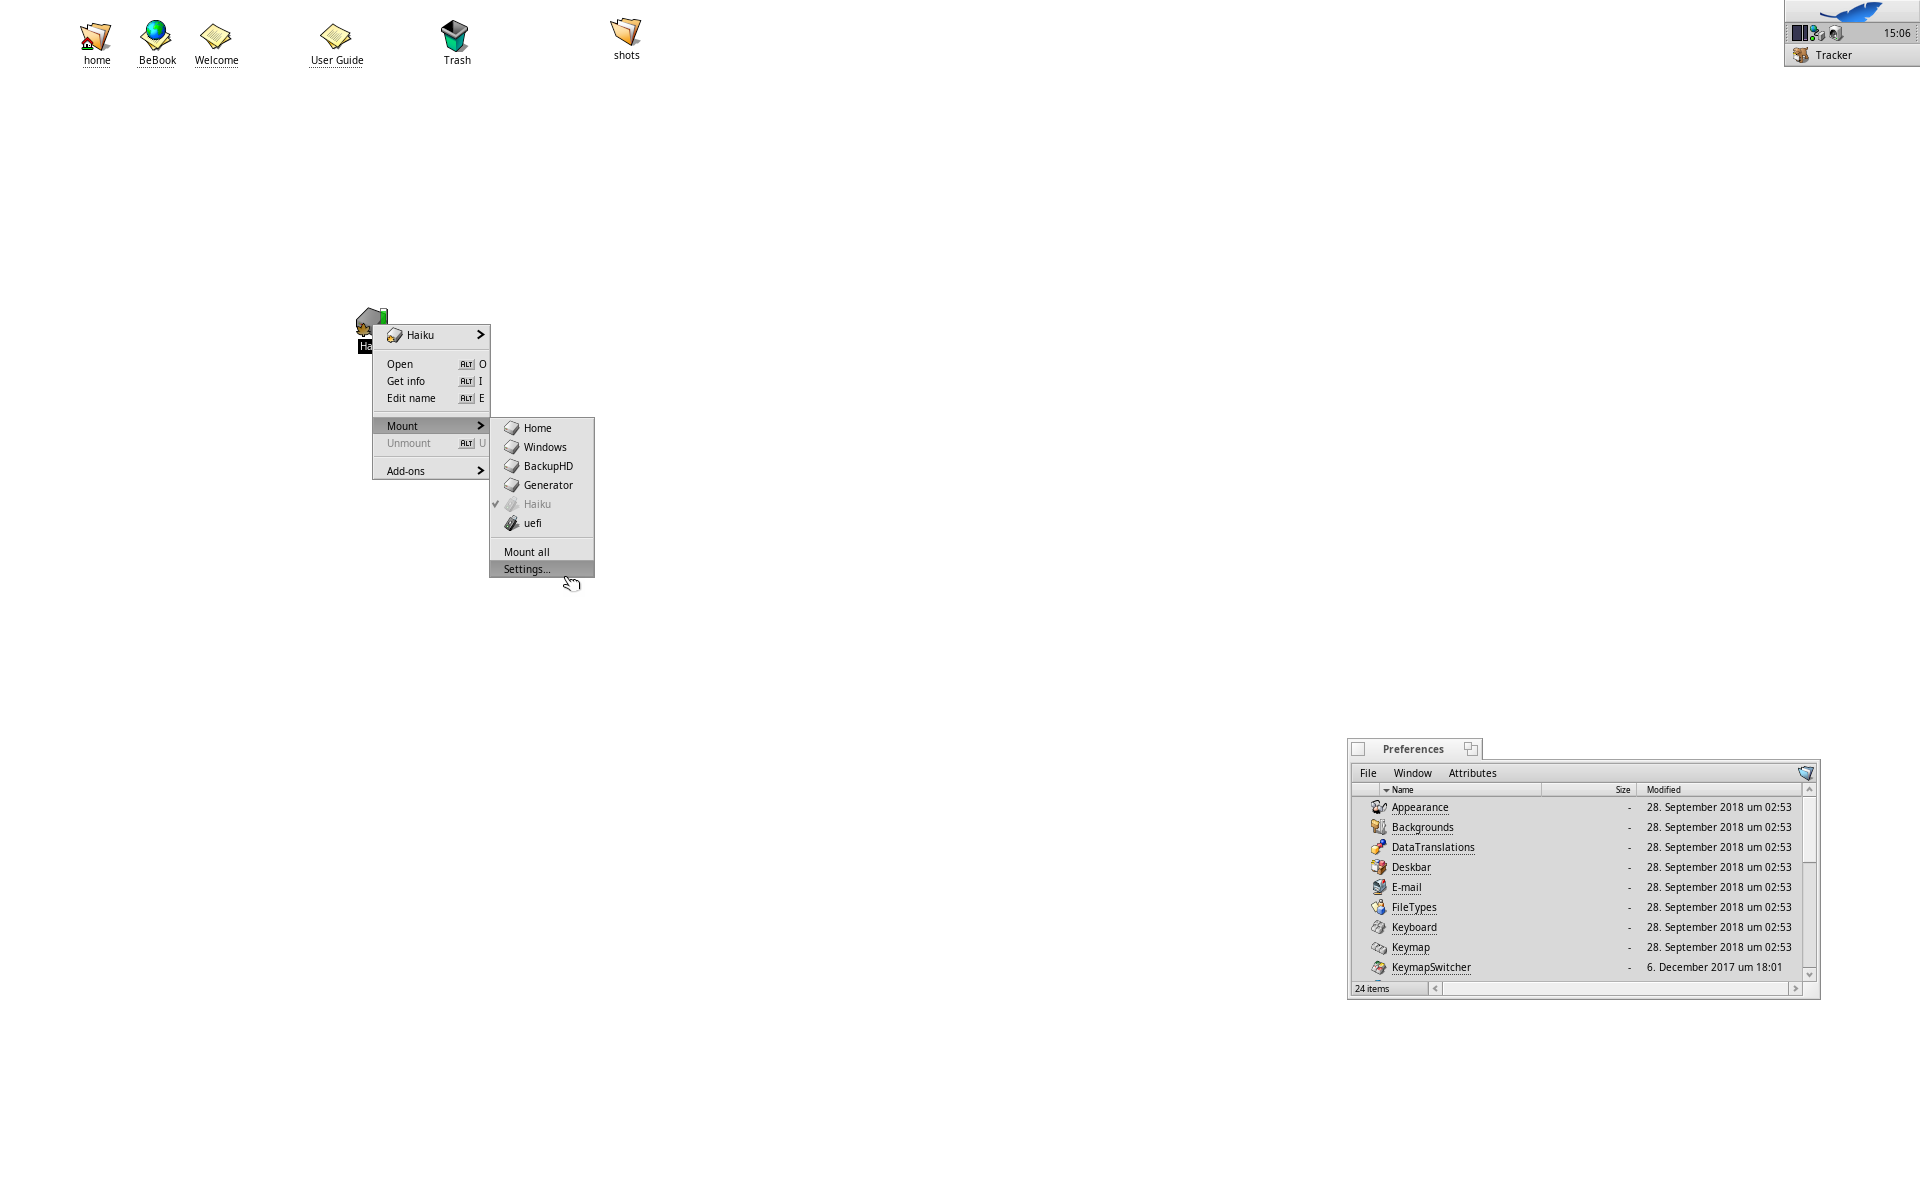 home
BeBook
Welcome
User Guide
Trash
shots
15:06
Tracker
Haiku
Open ALT O
Get info ALT I
Edit name ALT E
Mount
Unmount ALT U
Add-ons
Home
Windows
BackupHD
Generator
Haiku
uefi
Mount all
Settings...
Preferences
File Window Attributes
Name Size Modified
Appearance - 28. September 2018 um 02:53
Backgrounds - 28. September 2018 um 02:53
DataTranslations - 28. September 2018 um 02:53
Deskbar - 28. September 2018 um 02:53
E-mail - 28. September 2018 um 02:53
FileTypes - 28. September 2018 um 02:53
Keyboard - 28. September 2018 um 02:53
Keymap - 28. September 2018 um 02:53
KeymapSwitcher - 6. December 2017 um 18:01
24 items